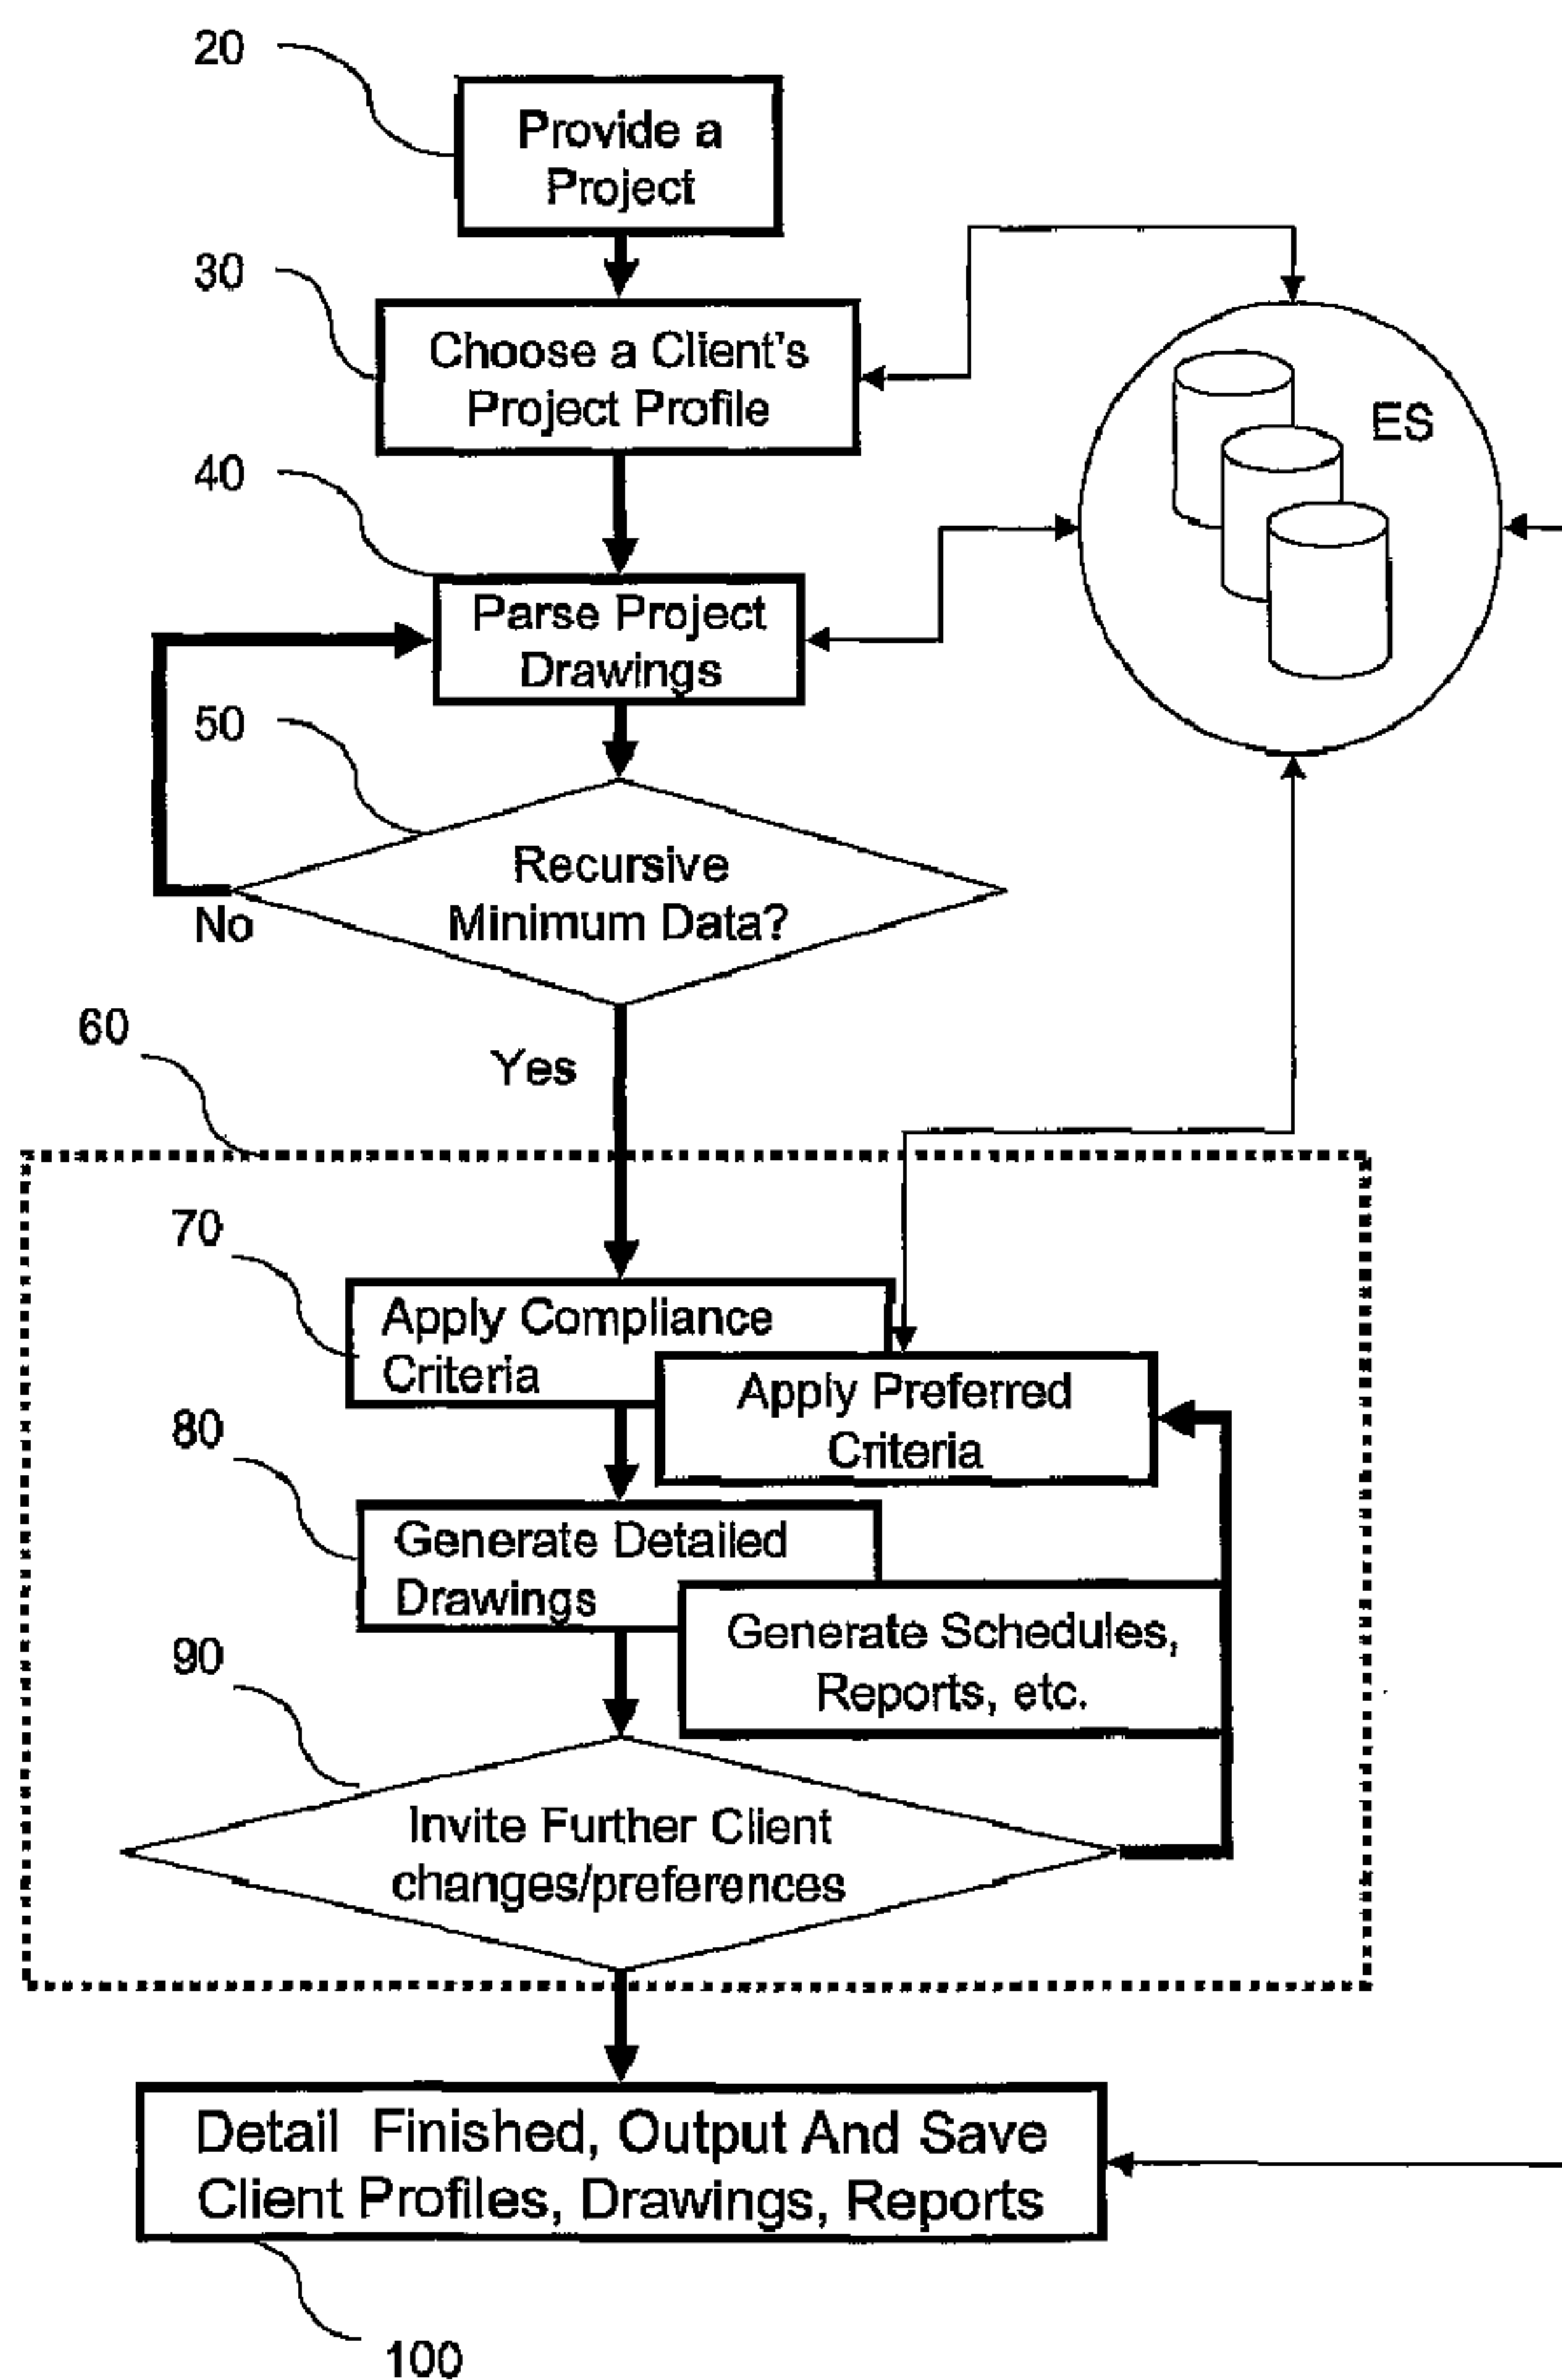 20
Provide a
Project
30
Choose a Client's
Project Profile
ES
40
Parse Project
Drawings
50
Recursive
Minimum Data?
No
60
Yes
70
Apply Compliance
Criteria
Apply Preferred
Criteria
80
Generate Detailed
Drawings
Generate Schedules,
Reports, etc.
90
Invite Further Client
changes/preferences
Detail Finished, Output And Save
Client Profiles, Drawings, Reports
100